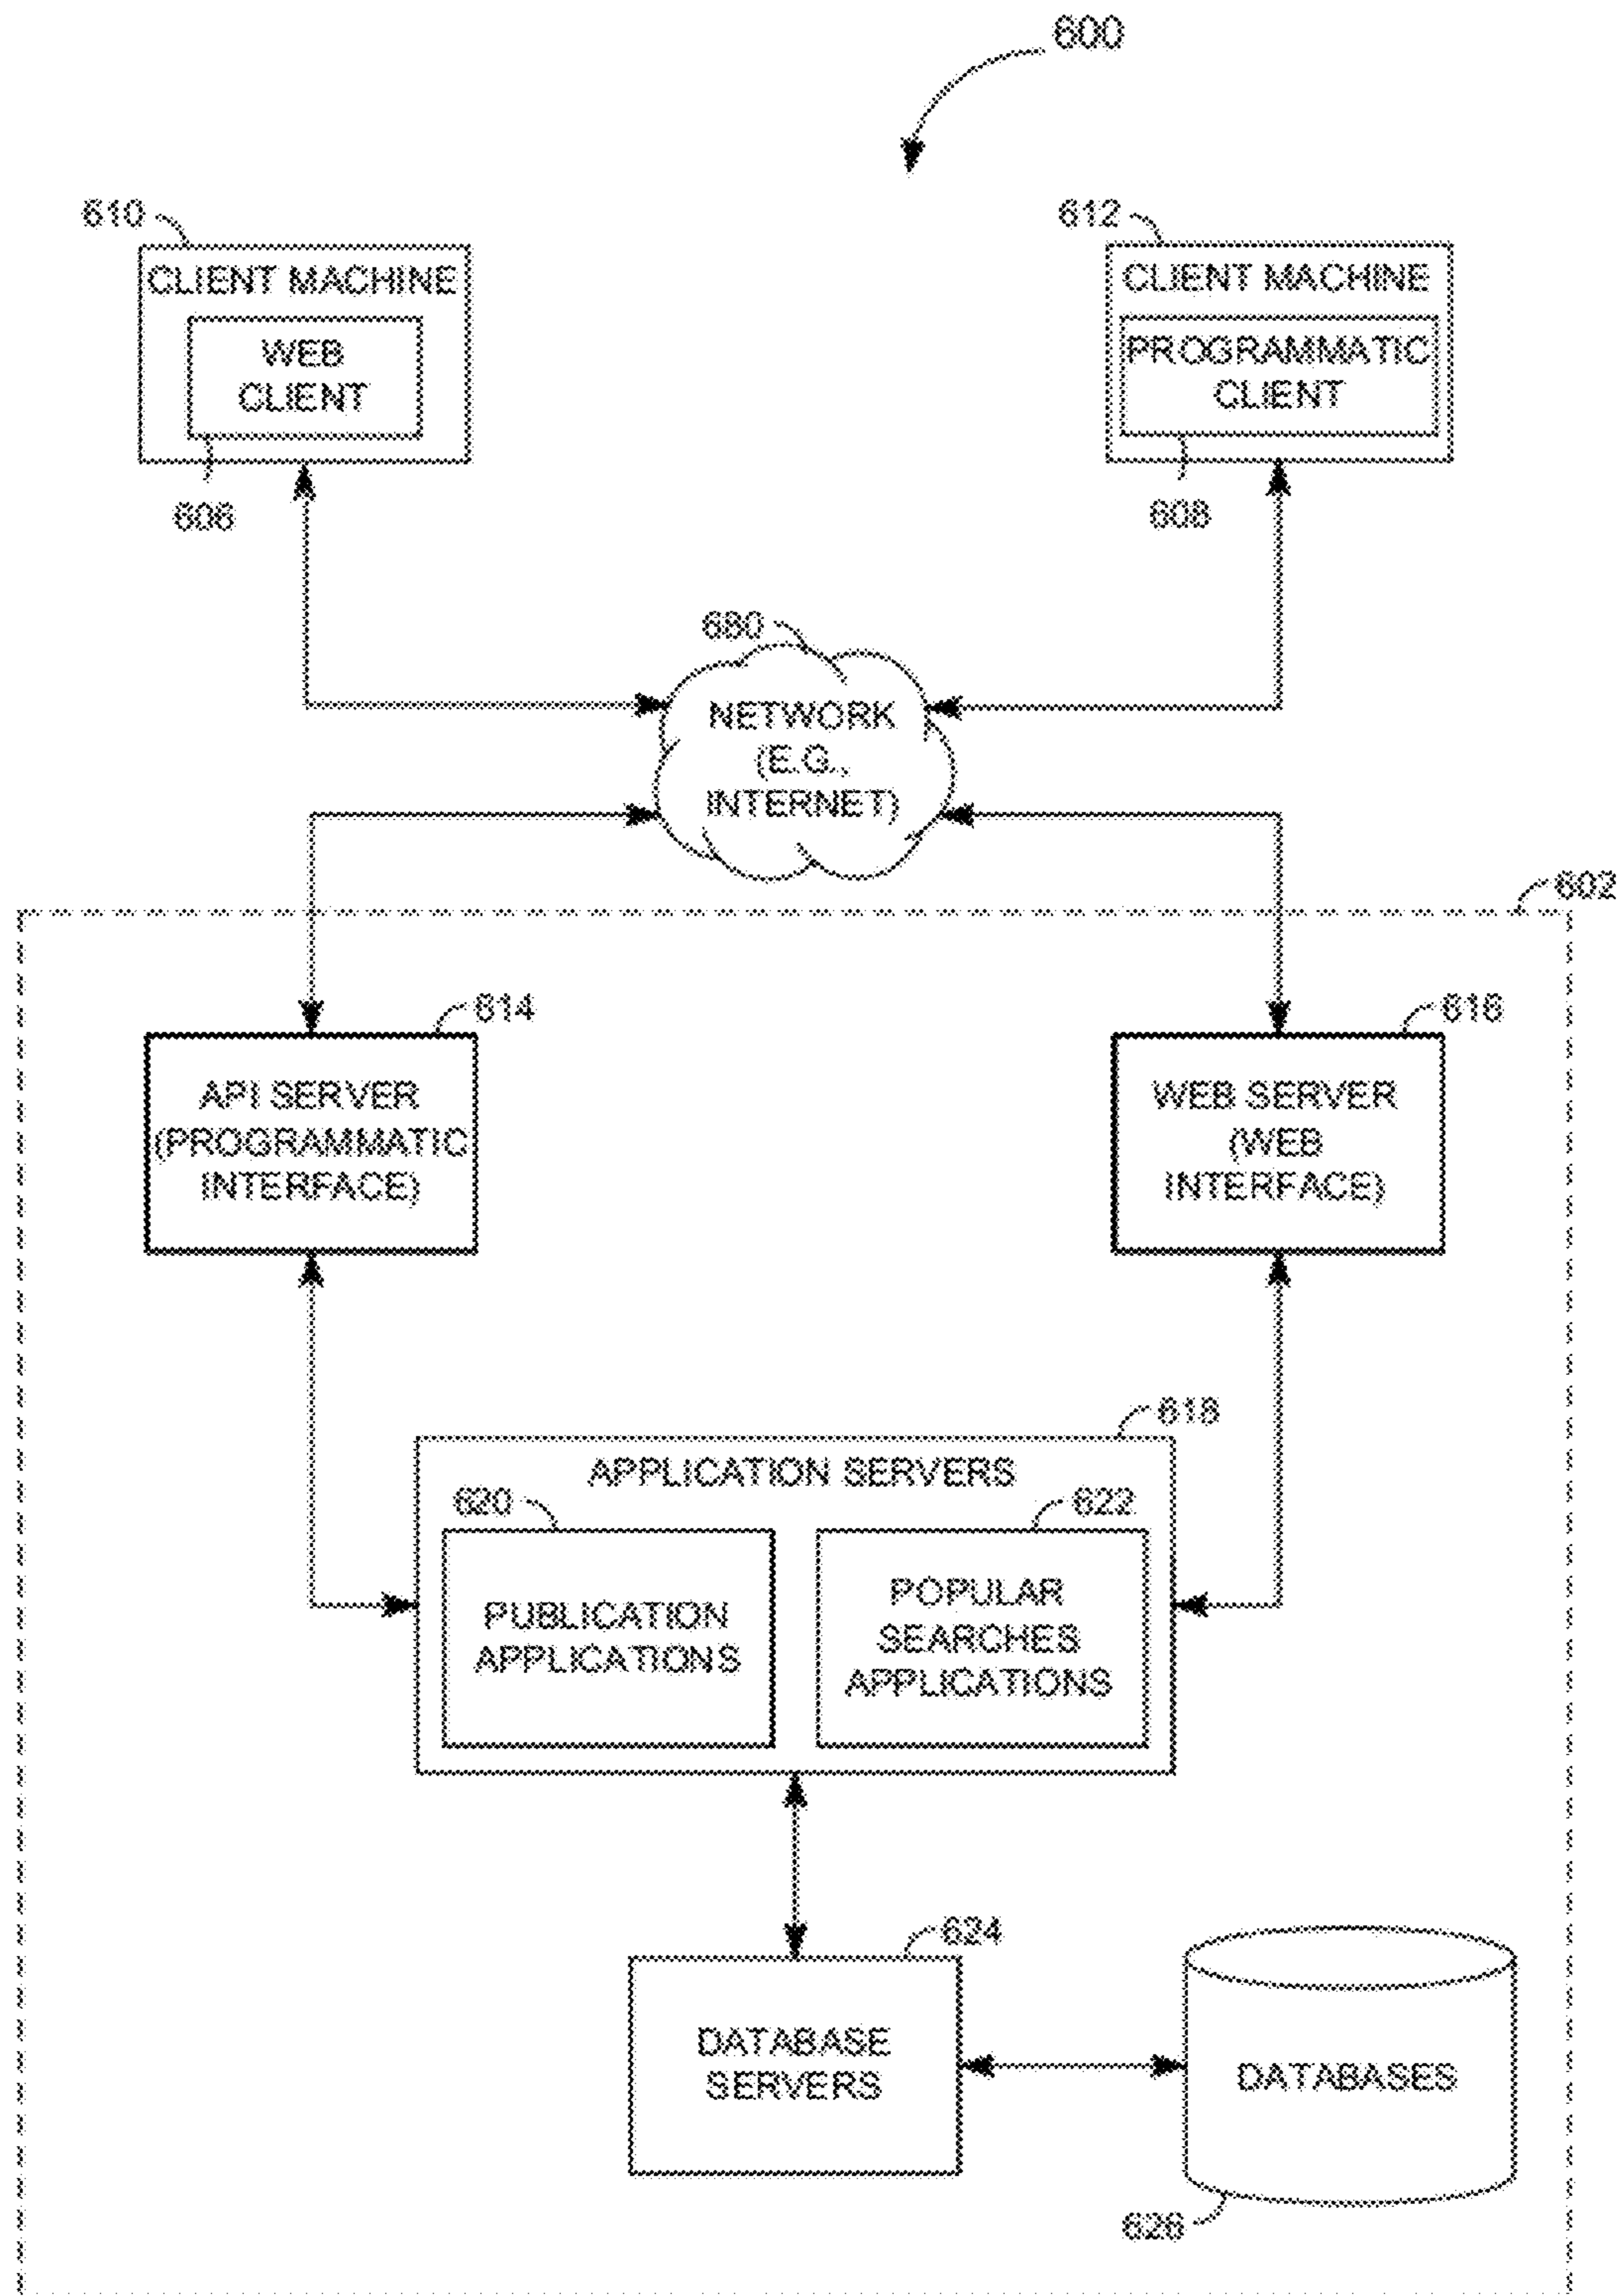 600
610
CLIENT MACHINE
WEB
CLIENT
606
612
CLIENT MACHINE
PROGRAMMATIC
CLIENT
608
680
NETWORK
(E.G.,
INTERNET)
602
614
API SERVER
(PROGRAMMATIC
INTERFACE)
616
WEB SERVER
(WEB
INTERFACE)
618
APPLICATION SERVERS
620
PUBLICATION
APPLICATIONS
622
POPULAR
SEARCHES
APPLICATIONS
624
DATABASE
SERVERS
DATABASES
626